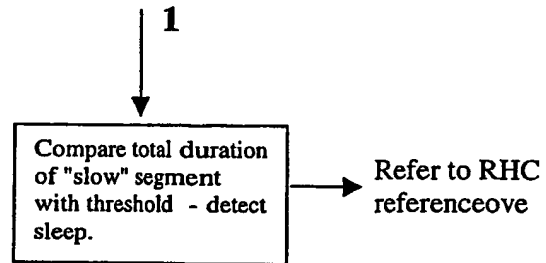 1
Compare total duration
of "slow" segment
with threshold - detect
sleep.
Refer to RHC
referenceove